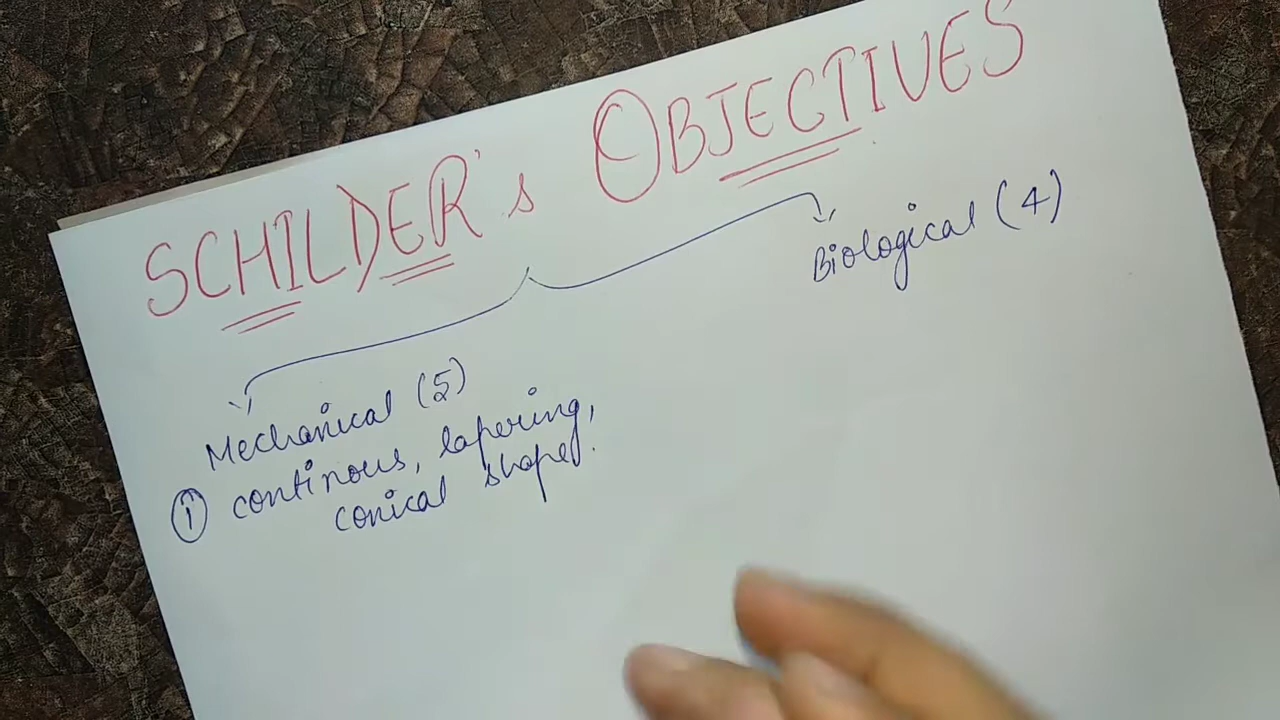 SCHILDER's OBJECTIVES
Biological (4)
Mechanical (5)
① continous, tapering,
conical shape.